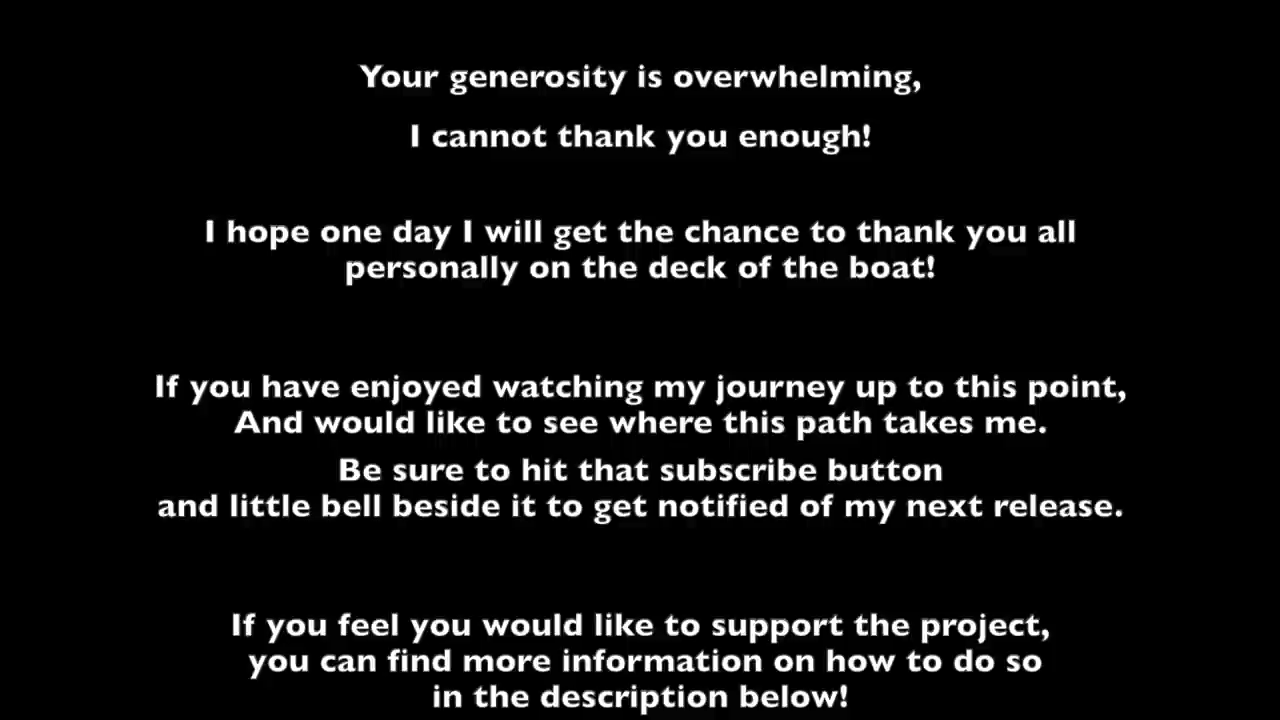 Your generosity is overwhelming,
I cannot thank you enough!
I hope one day I will get the chance to thank you all
personally on the deck of the boat!
If you have enjoyed watching my journey up to this point,
And would like to see where this path takes me.
Be sure to hit that subscribe button
and little bell beside it to get notified of my next release.
If you feel you would like to support the project,
you can find more information on how to do so
in the description below!